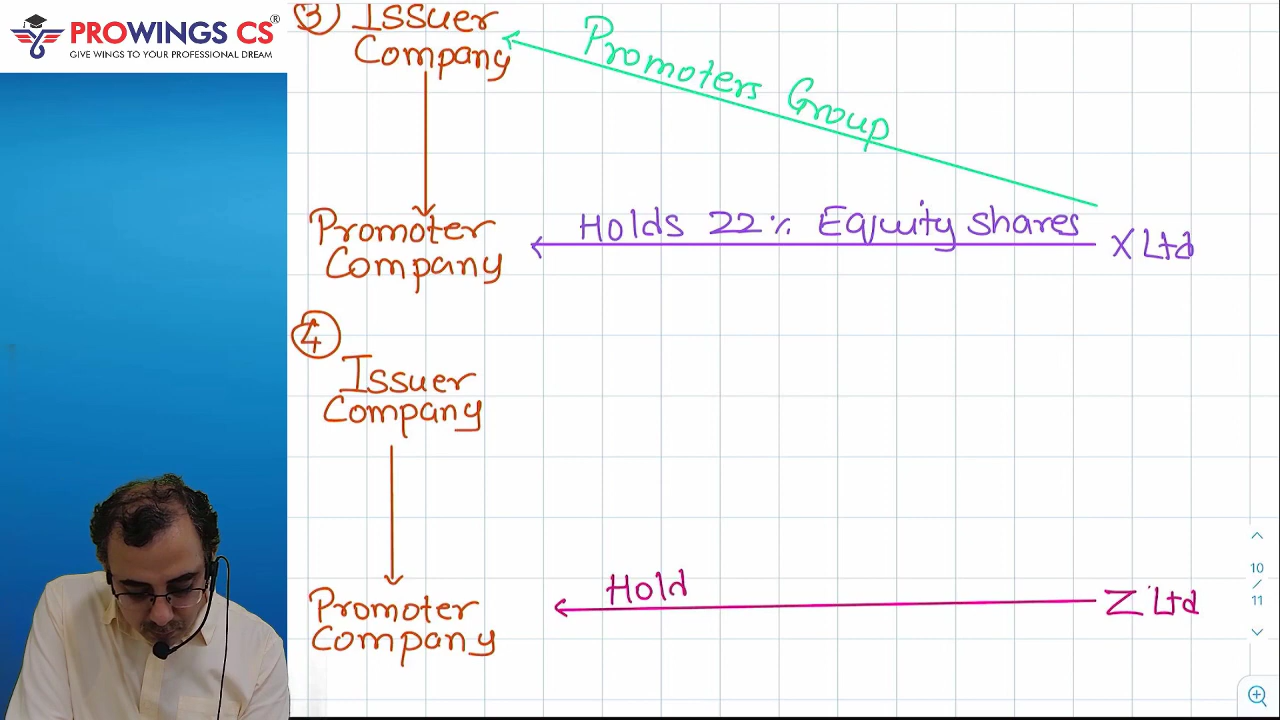 PROWINGS CS®
GIVE WINGS TO YOUR PROFESSIONAL DREAM
3 Issuer
Company
Promoters Group
Promoter
Company
Holds 22% Equity shares
X Ltd
4
Issuer
Company
Promoter
Company
Hold
Z Ltd
10
/
11